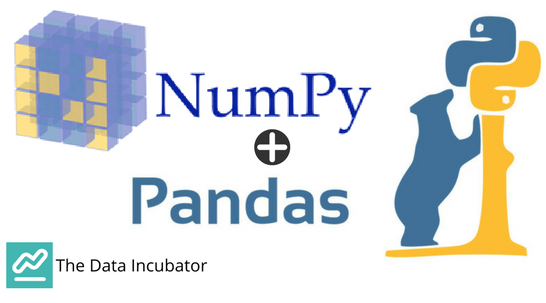 NumPy
+
Pandas
The Data Incubator